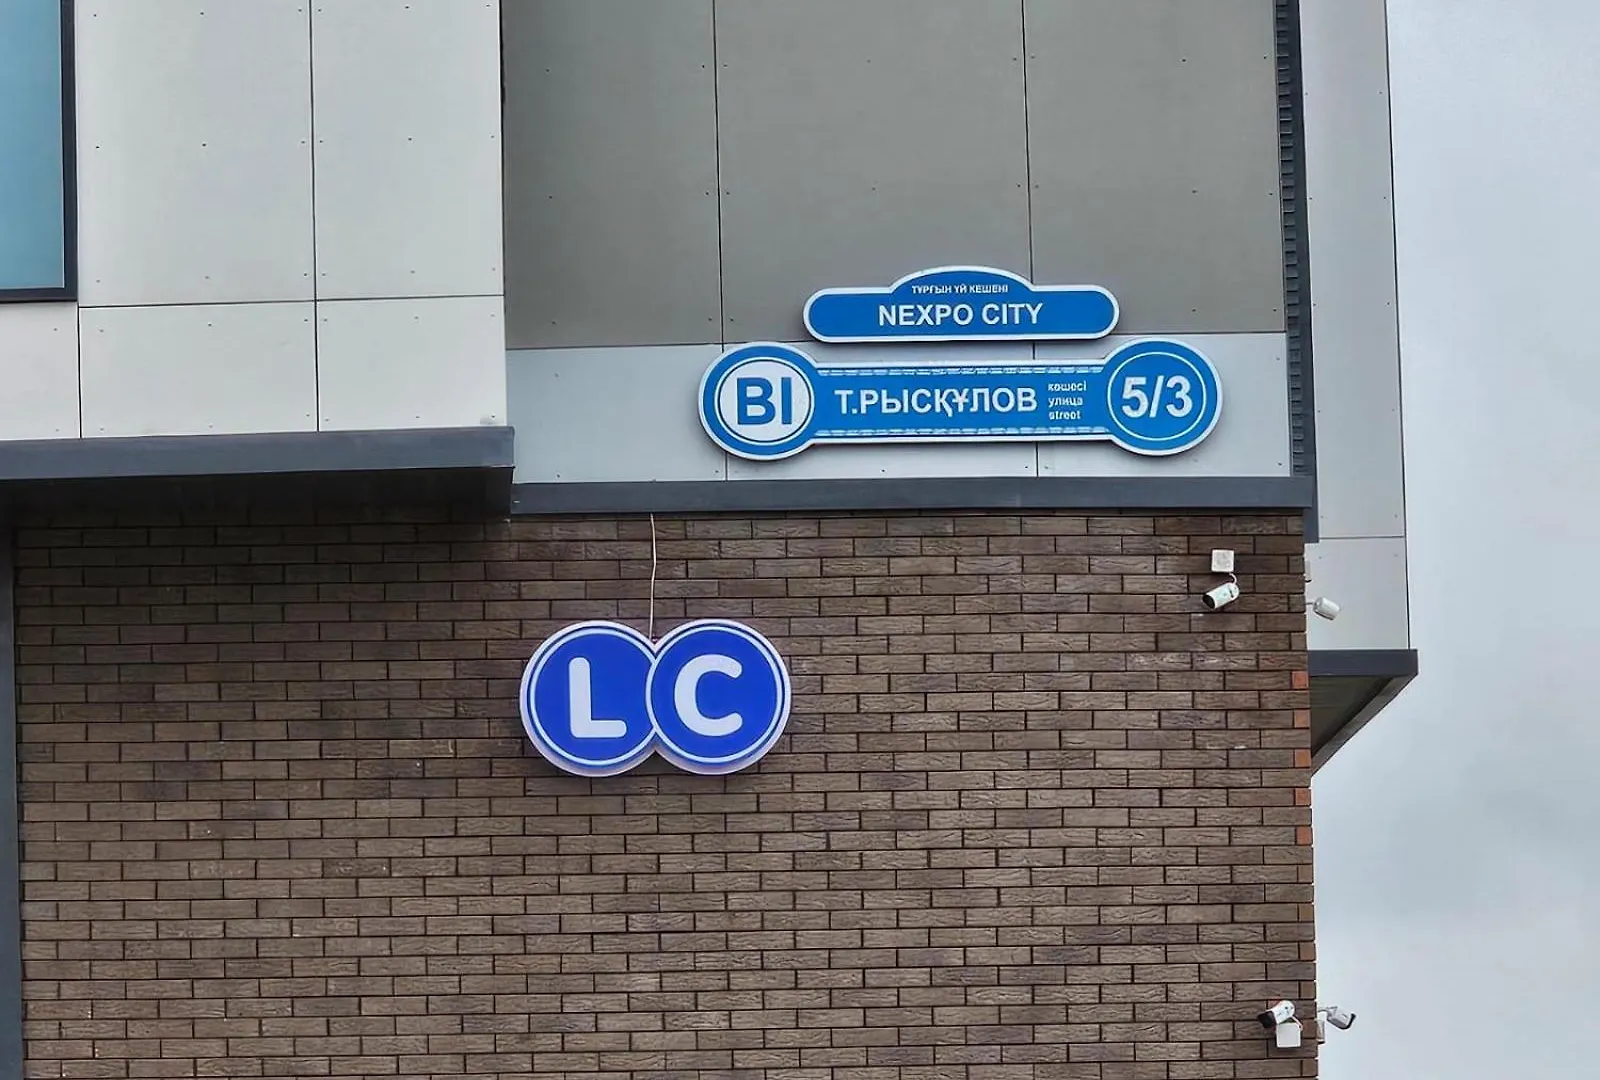 ТҰРҒЫН ҮЙ КЕШЕНІ
NEXPO CITY
BI
Т.РЫСҚҰЛОВ
көшесі
улица
street
5/3
LC